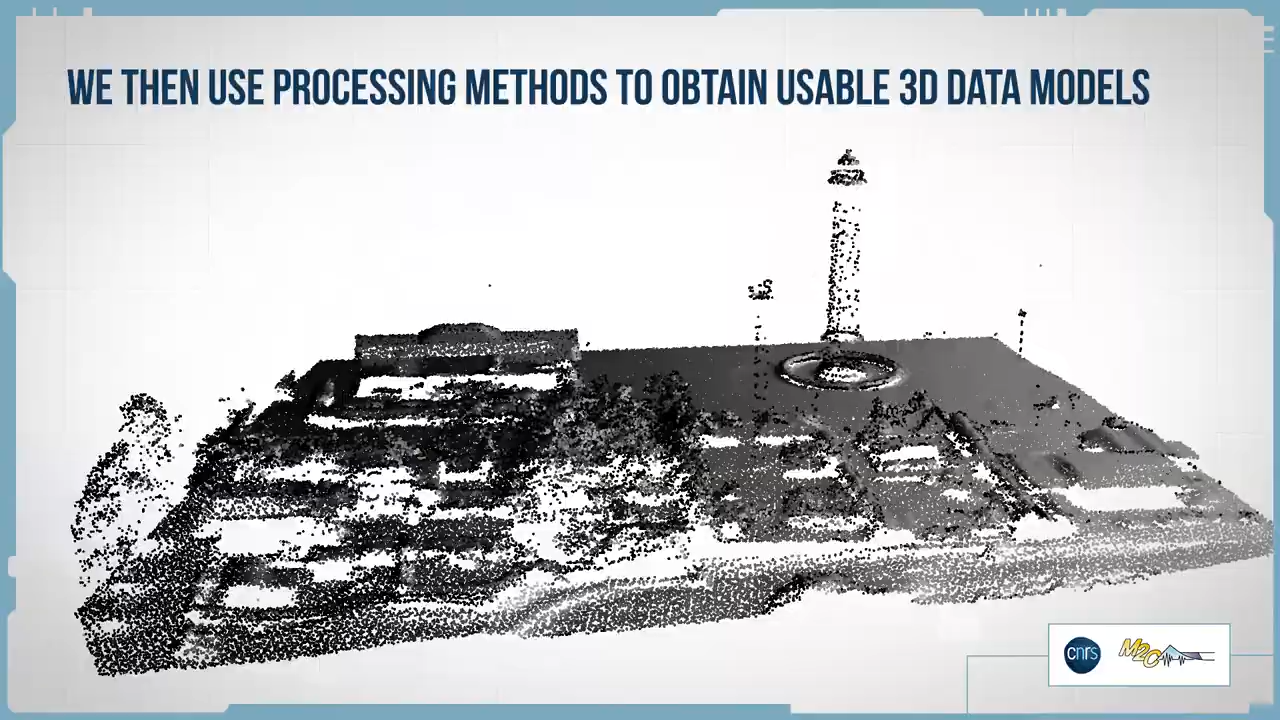 WE THEN USE PROCESSING METHODS TO OBTAIN USABLE 3D DATA MODELS
cnrs
M2C